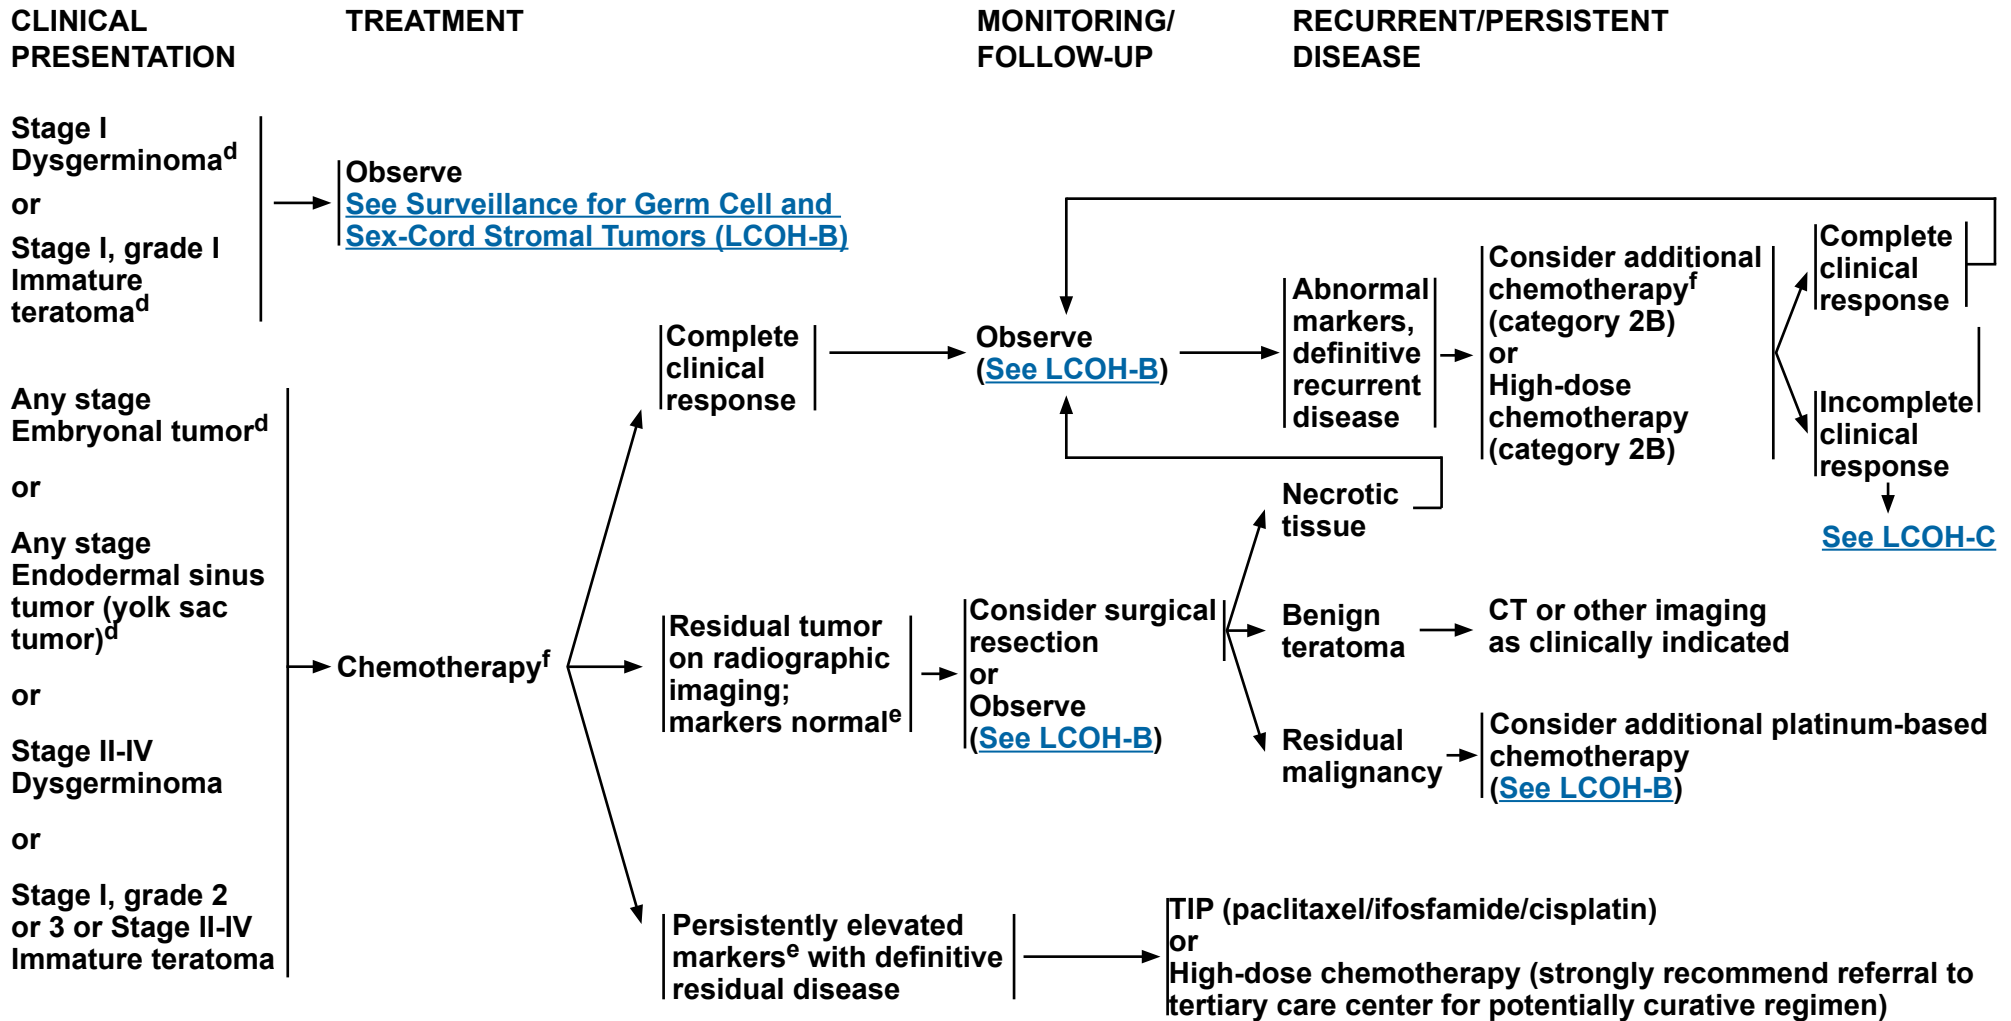 CLINICAL
PRESENTATION
TREATMENT
MONITORING/
FOLLOW-UP
RECURRENT/PERSISTENT
DISEASE
Stage I
Dysgerminomad
or
Stage I, grade I
Immature
teratomad
Observe
See Surveillance for Germ Cell and
Sex-Cord Stromal Tumors (LCOH-B)
Any stage
Embryonal tumord
or
Any stage
Endodermal sinus
tumor (yolk sac
tumor)d
or
Stage II-IV
Dysgerminoma
or
Stage I, grade 2
or 3 or Stage II-IV
Immature teratoma
Chemotherapyf
Complete
clinical
response
Observe
(See LCOH-B)
Abnormal
markers,
definitive
recurrent
disease
Consider additional
chemotherapyf
(category 2B)
or
High-dose
chemotherapy
(category 2B)
Complete
clinical
response
Incomplete
clinical
response
See LCOH-C
Residual tumor
on radiographic
imaging;
markers normale
Consider surgical
resection
or
Observe
(See LCOH-B)
Necrotic
tissue
Benign
teratoma
CT or other imaging
as clinically indicated
Residual
malignancy
Consider additional platinum-based
chemotherapy
(See LCOH-B)
Persistently elevated
markerse with definitive
residual disease
TIP (paclitaxel/ifosfamide/cisplatin)
or
High-dose chemotherapy (strongly recommend referral to
tertiary care center for potentially curative regimen)